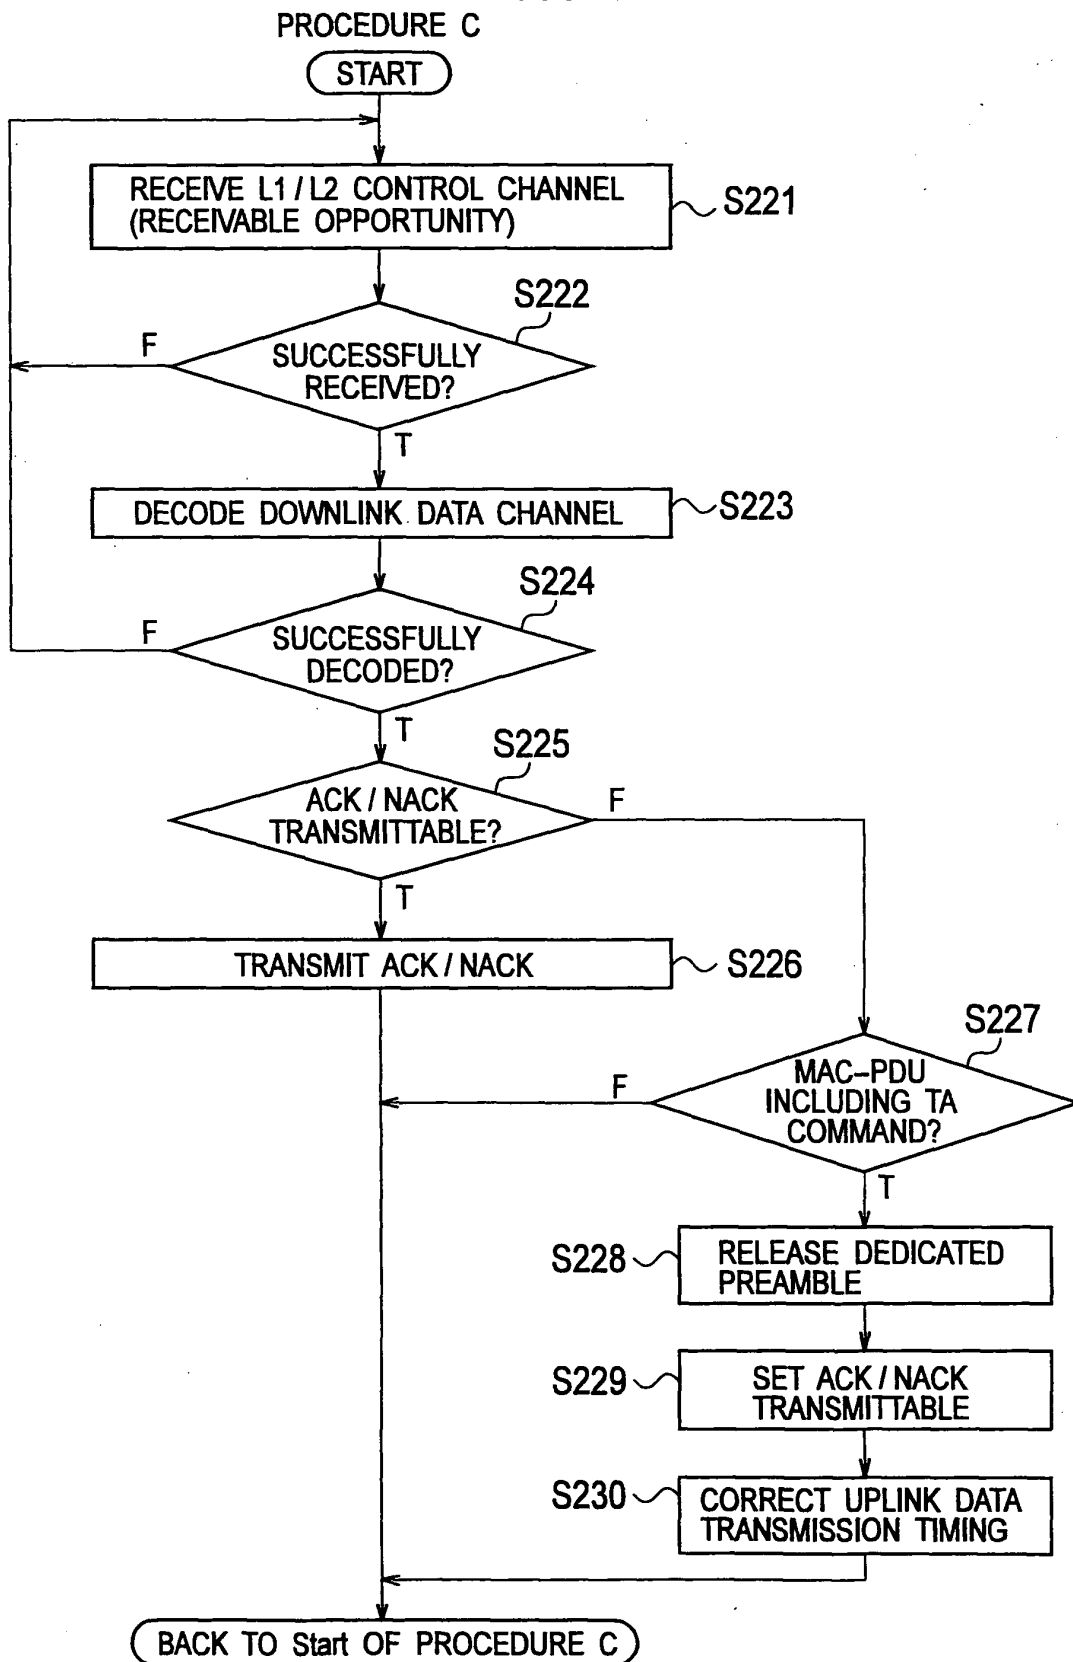 PROCEDURE C
START
RECEIVE L1/L2 CONTROL CHANNEL
(RECEIVABLE OPPORTUNITY)
S221
S222
F
SUCCESSFULLY
RECEIVED?
T
DECODE DOWNLINK DATA CHANNEL
S223
S224
F
SUCCESSFULLY
DECODED?
T
S225
ACK/NACK
TRANSMITTABLE?
F
T
TRANSMIT ACK/NACK
S226
S227
MAC-PDU
INCLUDING TA
COMMAND?
F
T
S228
RELEASE DEDICATED
PREAMBLE
S229
SET ACK/NACK
TRANSMITTABLE
S230
CORRECT UPLINK DATA
TRANSMISSION TIMING
BACK TO Start OF PROCEDURE C